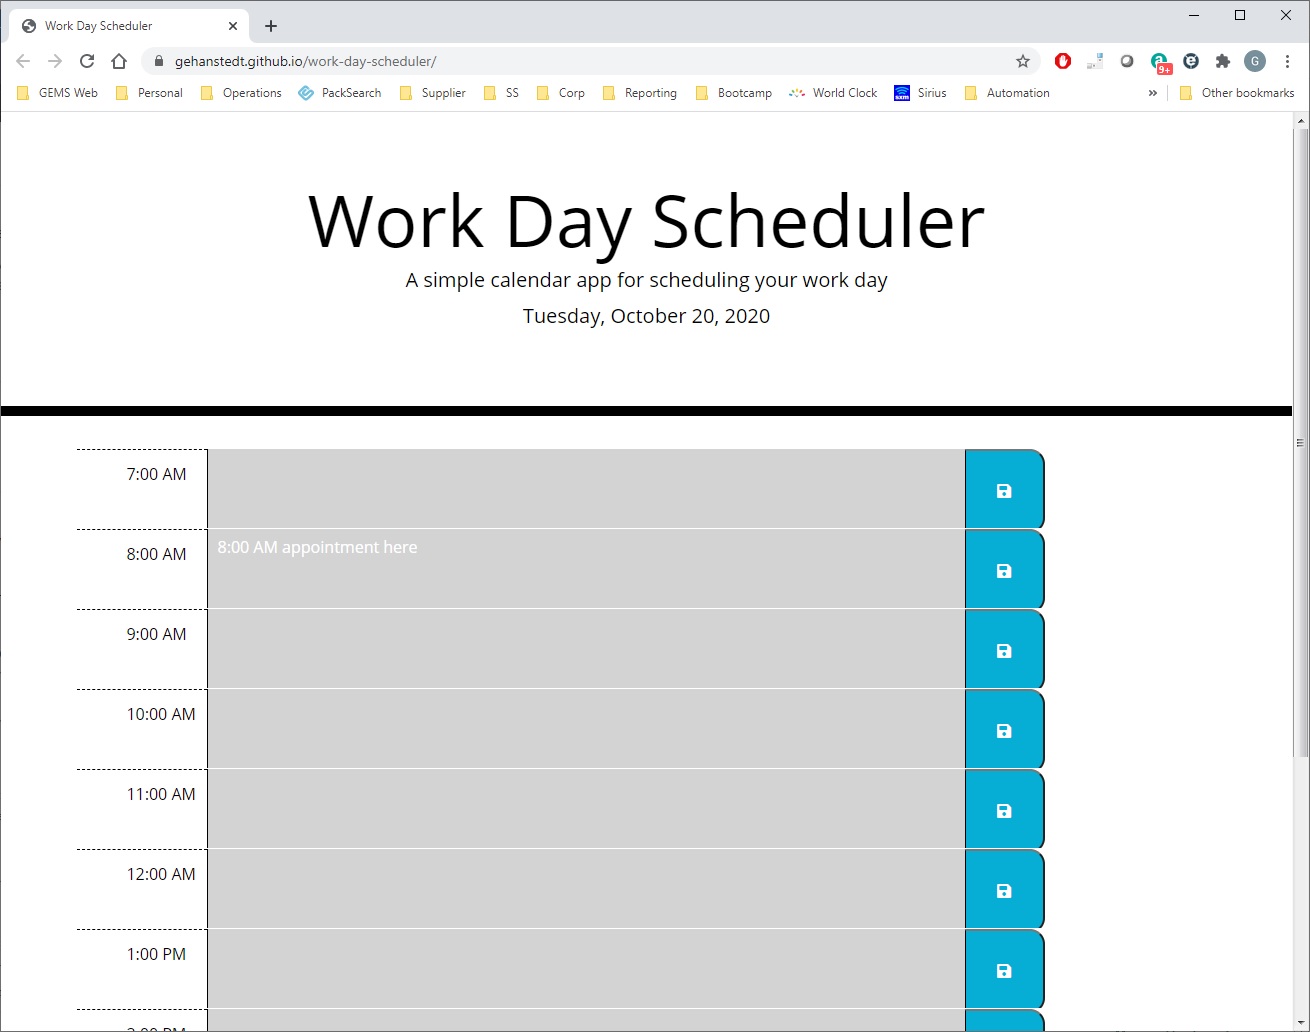 Work Day Scheduler
gehanstedt.github.io/work-day-scheduler/
9+
G
GEMS Web Personal Operations PackSearch Supplier SS Corp Reporting Bootcamp World Clock Sirius Automation » Other bookmarks
Work Day Scheduler
A simple calendar app for scheduling your work day
Tuesday, October 20, 2020
7:00 AM
8:00 AM 8:00 AM appointment here
9:00 AM
10:00 AM
11:00 AM
12:00 AM
1:00 PM